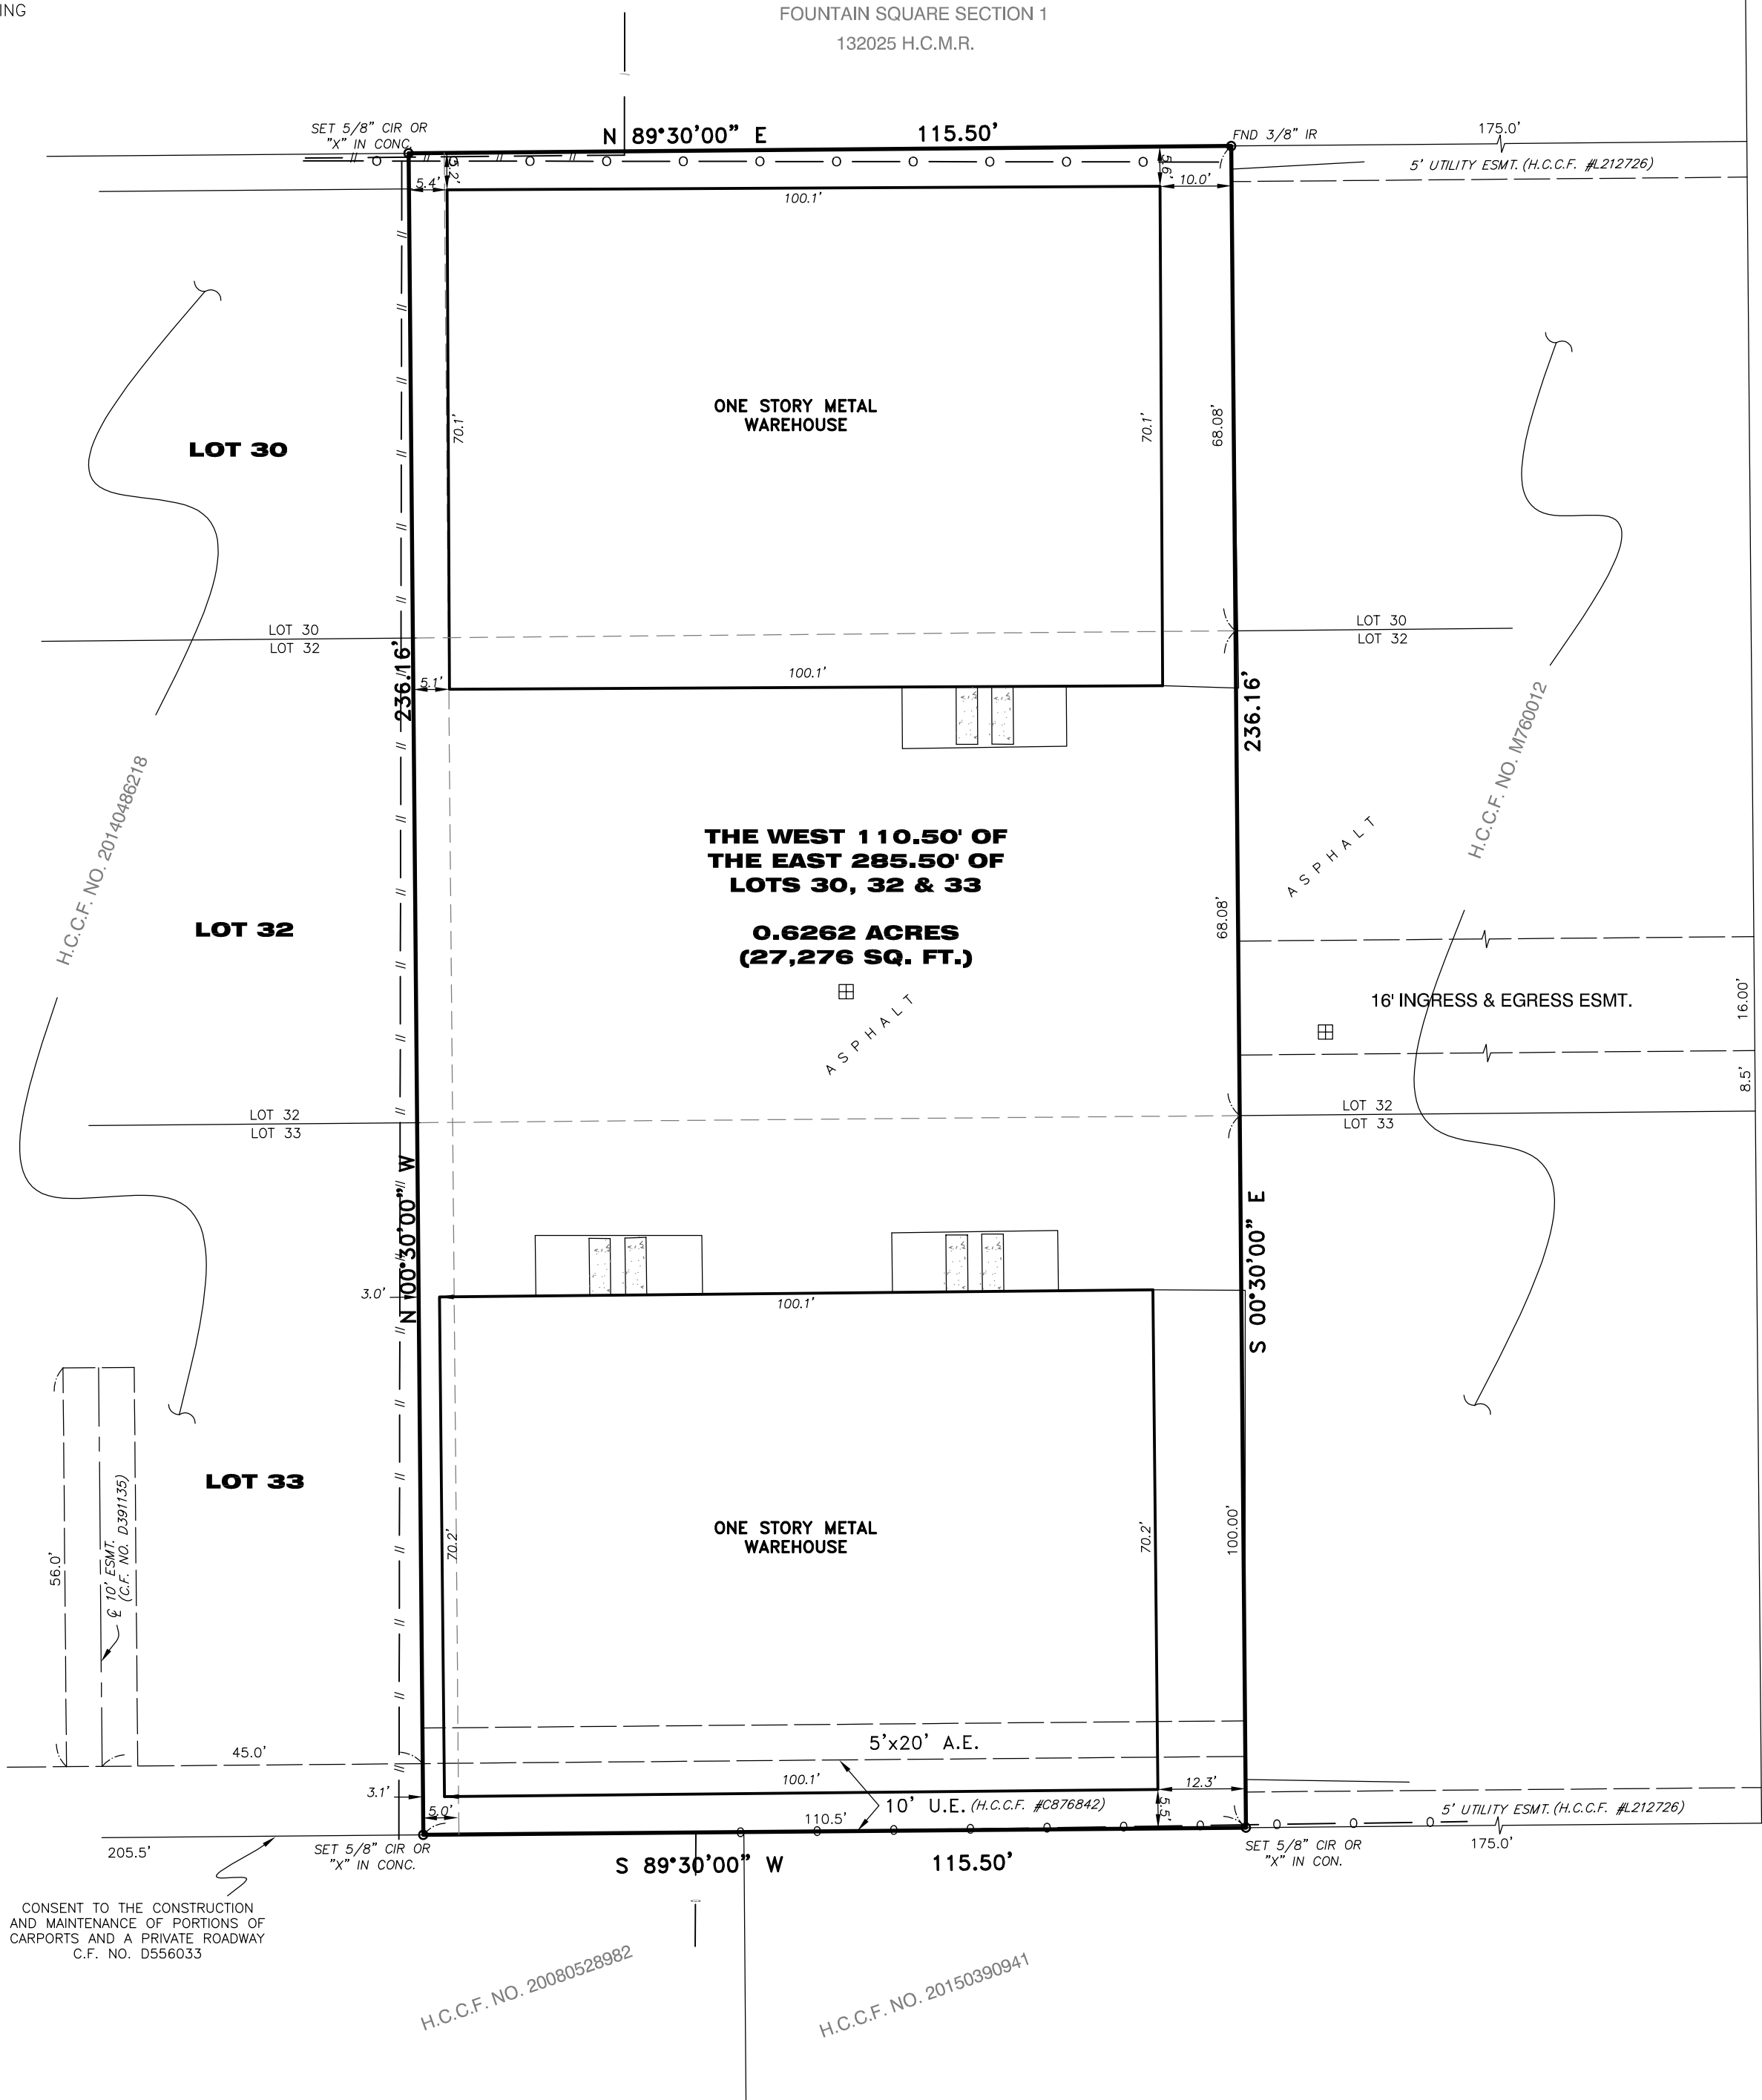 ING
FOUNTAIN SQUARE SECTION 1
132025 H.C.M.R.
SET 5/8" CIR OR
"X" IN CONC.
N 89°30'00" E
115.50'
FND 3/8" IR
175.0'
5' UTILITY ESMT. (H.C.C.F. #L212726)
5.2'
5.4'
100.1'
5.6'
10.0'
ONE STORY METAL
WAREHOUSE
70.1'
70.1'
68.08'
LOT 30
LOT 30
LOT 32
LOT 30
LOT 32
236.16'
5.1'
100.1'
236.16'
H.C.C.F. NO. 20140486218
H.C.C.F. NO. M760012
THE WEST 110.50' OF
THE EAST 285.50' OF
LOTS 30, 32 & 33
0.6262 ACRES
(27,276 SQ. FT.)
ASPHALT
ASPHALT
68.08'
LOT 32
16' INGRESS & EGRESS ESMT.
16.00'
8.5'
LOT 32
LOT 33
LOT 32
LOT 33
N 00°30'00" W
S 00°30'00" E
3.0'
100.1'
LOT 33
ONE STORY METAL
WAREHOUSE
70.2'
70.2'
100.00'
56.0'
℄ 10' ESMT.
(C.F. NO. D391135)
5'x20' A.E.
45.0'
3.1'
100.1'
12.3'
10' U.E. (H.C.C.F. #C876842)
5.0'
110.5'
5.5'
5' UTILITY ESMT. (H.C.C.F. #L212726)
205.5'
SET 5/8" CIR OR
"X" IN CONC.
S 89°30'00" W
115.50'
SET 5/8" CIR OR
"X" IN CON.
175.0'
CONSENT TO THE CONSTRUCTION
AND MAINTENANCE OF PORTIONS OF
CARPORTS AND A PRIVATE ROADWAY
C.F. NO. D556033
H.C.C.F. NO. 20080528982
H.C.C.F. NO. 20150390941